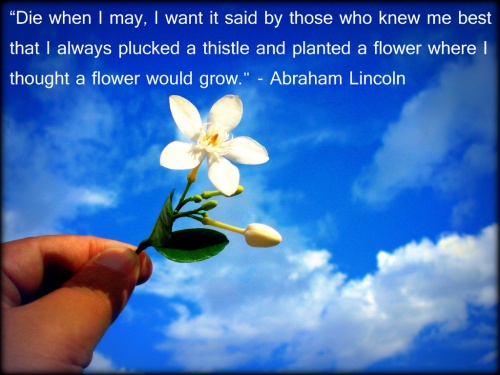 “Die when I may, I want it said by those who knew me best
that I always plucked a thistle and planted a flower where I
thought a flower would grow." - Abraham Lincoln